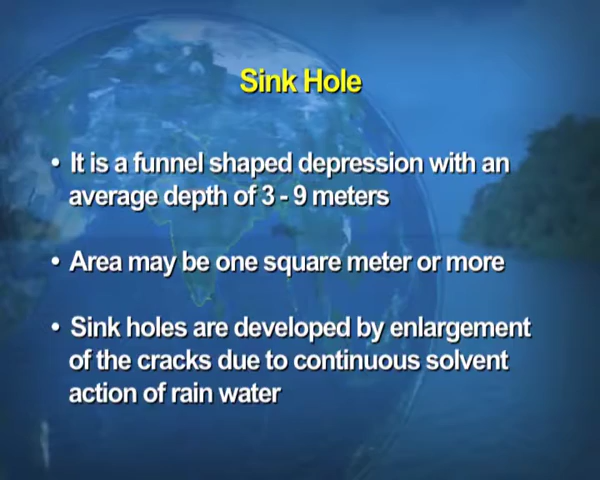 Sink Hole
• It is a funnel shaped depression with an
average depth of 3 - 9 meters
• Area may be one square meter or more
• Sink holes are developed by enlargement
of the cracks due to continuous solvent
action of rain water